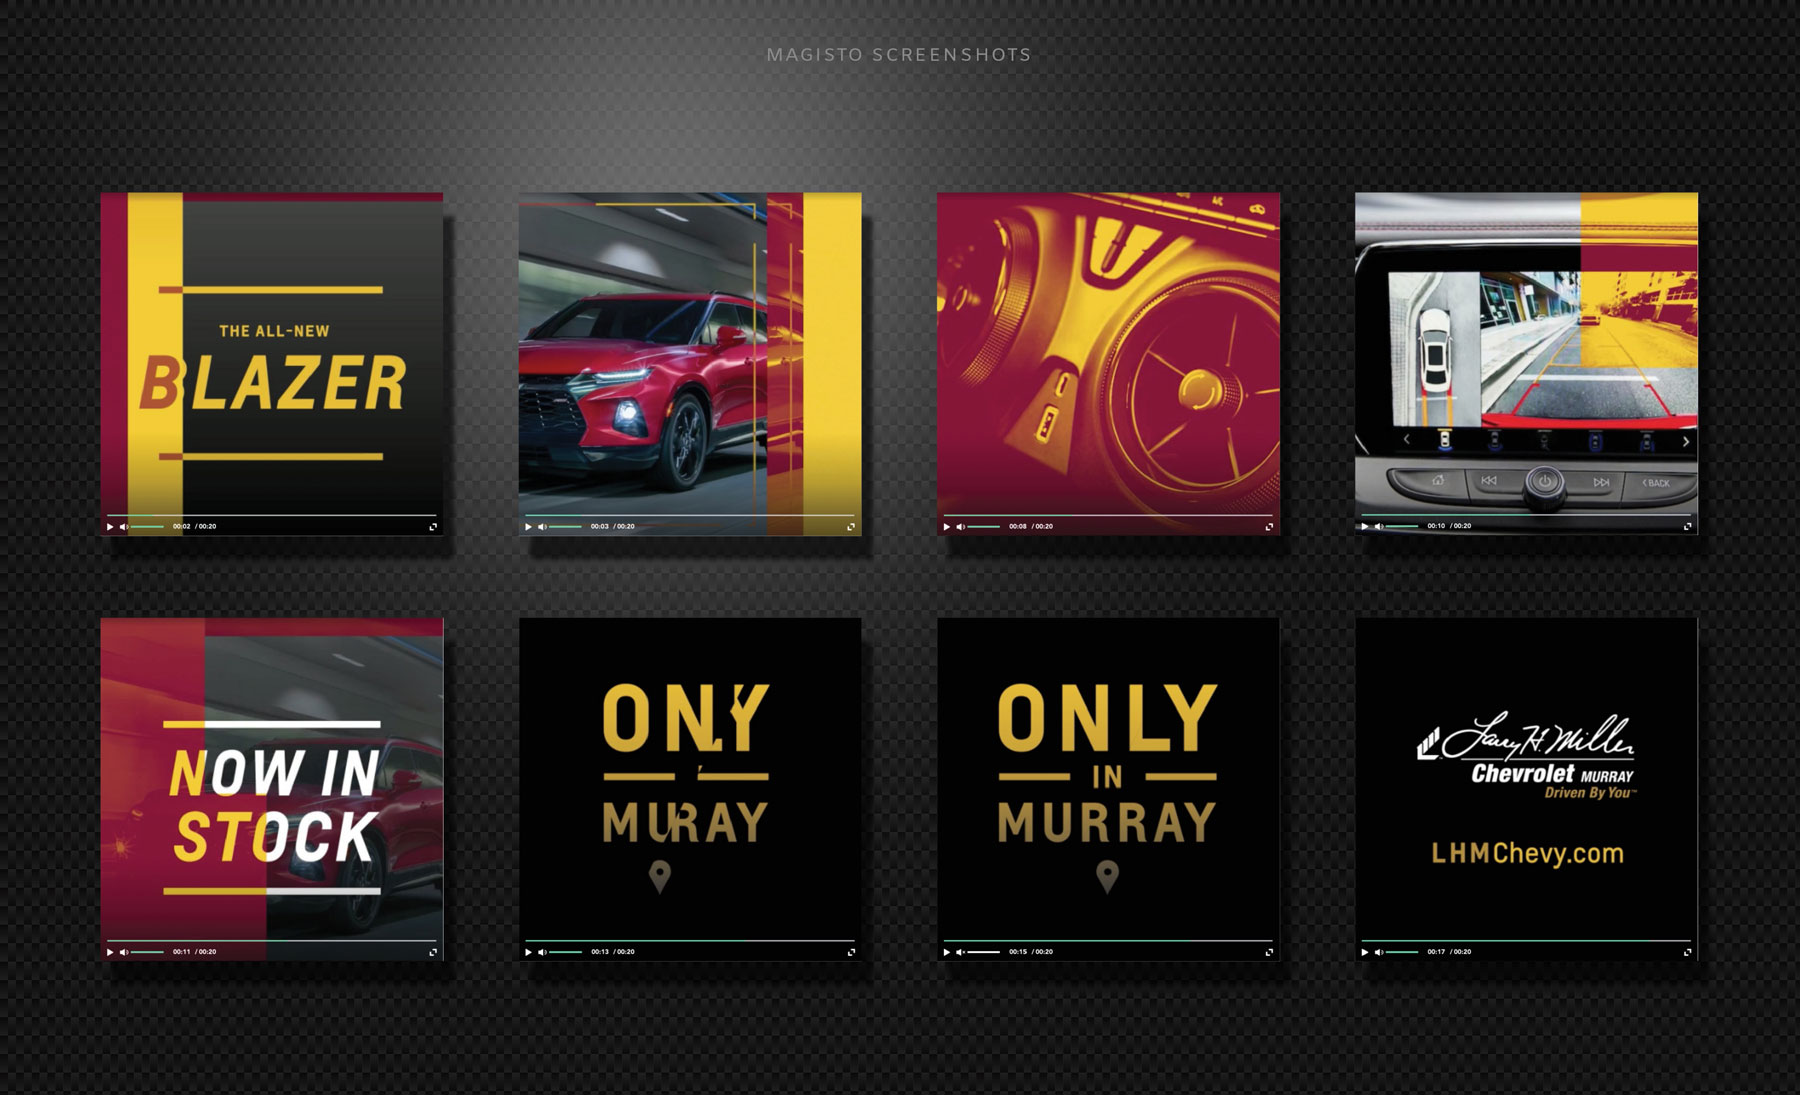 MAGISTO SCREENSHOTS
THE ALL-NEW
BLAZER
00:02 / 00:20
00:03 / 00:20
00:08 / 00:20
< BACK
00:10 / 00:20
NOW IN
STOCK
00:11 / 00:20
ONLY
MURRAY
00:13 / 00:20
ONLY
IN
MURRAY
00:15 / 00:20
Larry H. Miller
Chevrolet MURRAY
Driven By You™
LHMChevy.com
00:17 / 00:20